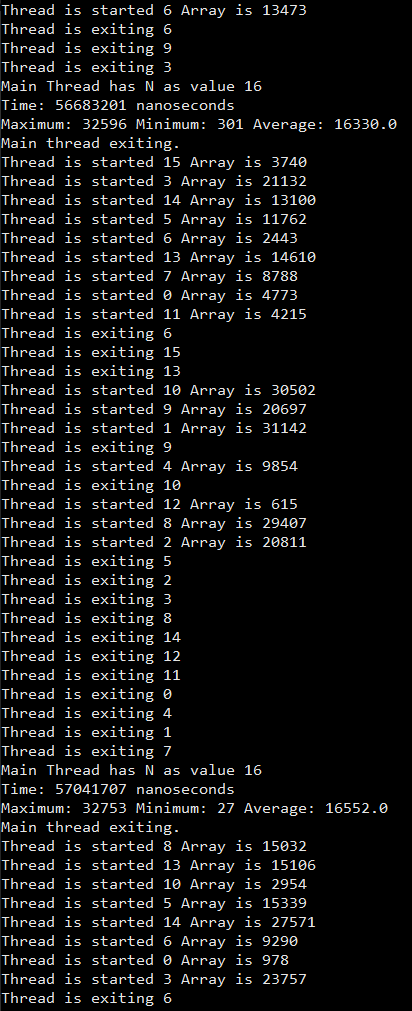 Thread is started 6 Array is 13473
Thread is exiting 6
Thread is exiting 9
Thread is exiting 3
Main Thread has N as value 16
Time: 56683201 nanoseconds
Maximum: 32596 Minimum: 301 Average: 16330.0
Main thread exiting.
Thread is started 15 Array is 3740
Thread is started 3 Array is 21132
Thread is started 14 Array is 13100
Thread is started 5 Array is 11762
Thread is started 6 Array is 2443
Thread is started 13 Array is 14610
Thread is started 7 Array is 8788
Thread is started 0 Array is 4773
Thread is started 11 Array is 4215
Thread is exiting 6
Thread is exiting 15
Thread is exiting 13
Thread is started 10 Array is 30502
Thread is started 9 Array is 20697
Thread is started 1 Array is 31142
Thread is exiting 9
Thread is started 4 Array is 9854
Thread is exiting 10
Thread is started 12 Array is 615
Thread is started 8 Array is 29407
Thread is started 2 Array is 20811
Thread is exiting 5
Thread is exiting 2
Thread is exiting 3
Thread is exiting 8
Thread is exiting 14
Thread is exiting 12
Thread is exiting 11
Thread is exiting 0
Thread is exiting 4
Thread is exiting 1
Thread is exiting 7
Main Thread has N as value 16
Time: 57041707 nanoseconds
Maximum: 32753 Minimum: 27 Average: 16552.0
Main thread exiting.
Thread is started 8 Array is 15032
Thread is started 13 Array is 15106
Thread is started 10 Array is 2954
Thread is started 5 Array is 15339
Thread is started 14 Array is 27571
Thread is started 6 Array is 9290
Thread is started 0 Array is 978
Thread is started 3 Array is 23757
Thread is exiting 6